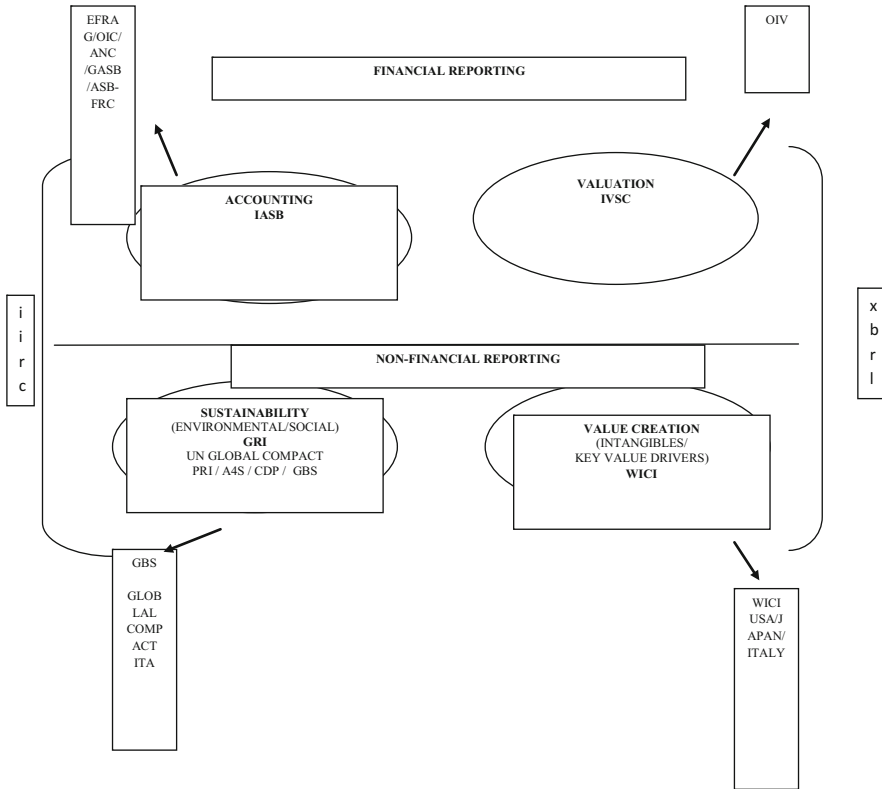 EFRA
G/OIC/
ANC
/GASB
/ASB-
FRC
FINANCIAL REPORTING
OIV
ACCOUNTING
IASB
VALUATION
IVSC
i
i
r
c
x
b
r
l
NON-FINANCIAL REPORTING
SUSTAINABILITY
(ENVIRONMENTAL/SOCIAL)
GRI
UN GLOBAL COMPACT
PRI / A4S / CDP / GBS
VALUE CREATION
(INTANGIBLES/
KEY VALUE DRIVERS)
WICI
GBS
GLOB
LAL
COMP
ACT
ITA
WICI
USA/J
APAN/
ITALY